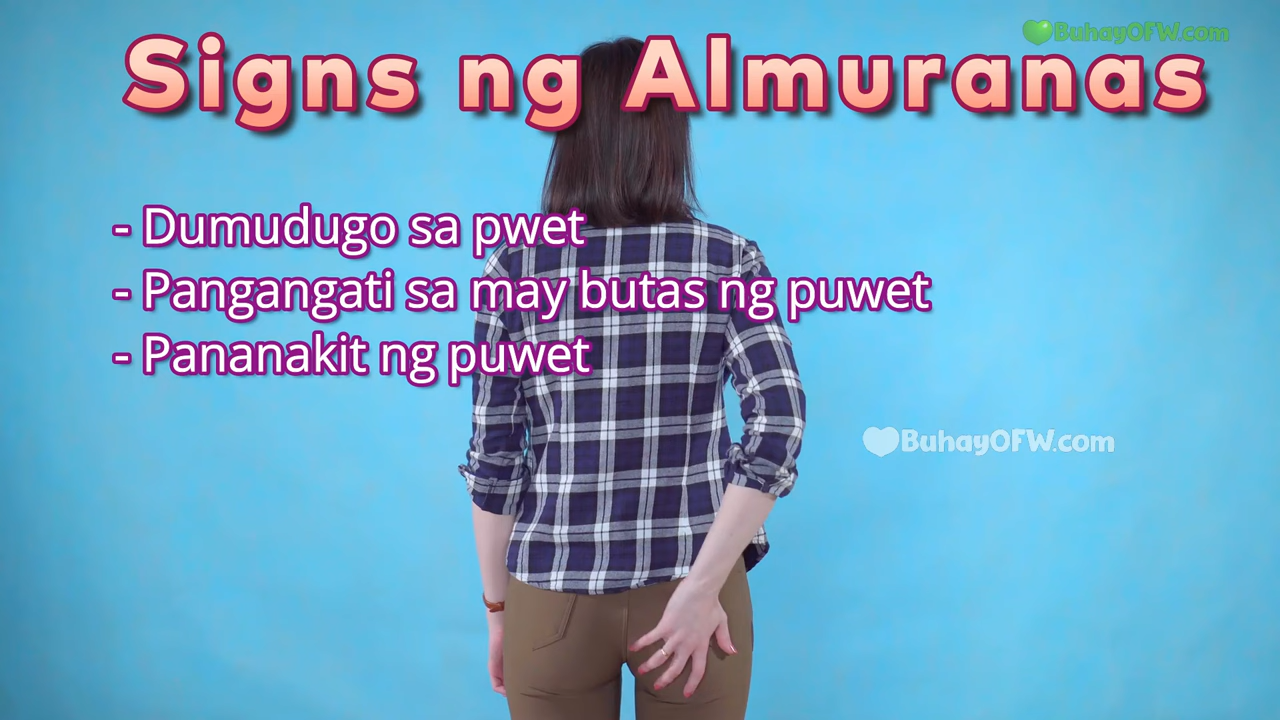 BuhayOFW.com
Signs ng Almuranas
- Dumudugo sa pwet
- Pangangati sa may butas ng puwet
- Pananakit ng puwet
BuhayOFW.com